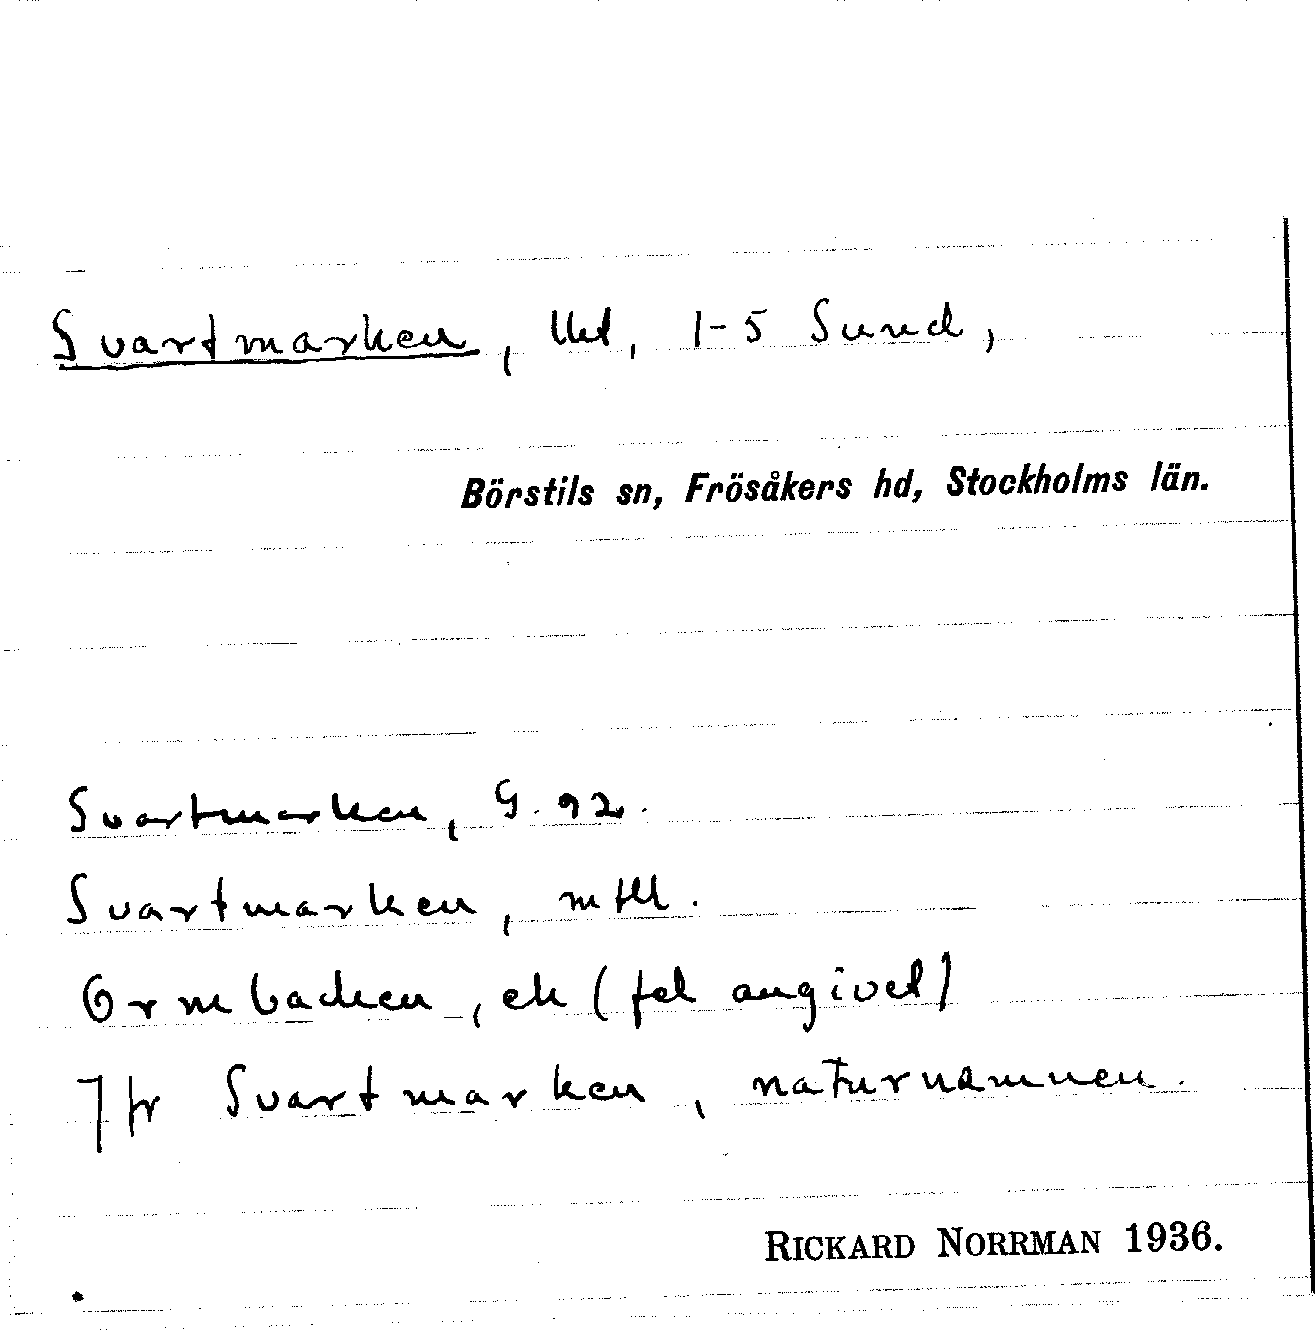 Svartmarken, lht, 1-5 Sund,
Börstils sn, Frösåkers hd, Stockholms län.
Svartmarken, G. 92.
Svartmarken, mtll.
Ormbacken, ek (fel angivet)
Jfr Svartmarken, naturnamnen.
RICKARD NORRMAN 1936.